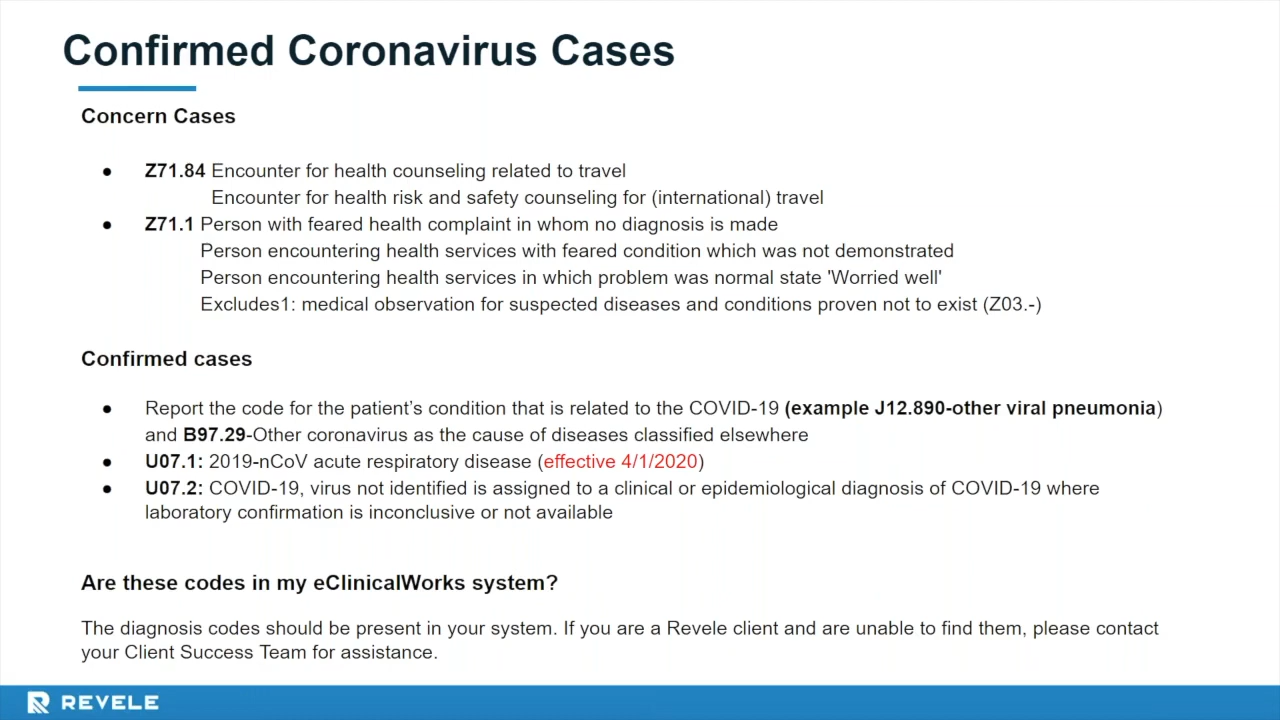 Confirmed Coronavirus Cases
Concern Cases
● Z71.84 Encounter for health counseling related to travel
Encounter for health risk and safety counseling for (international) travel
● Z71.1 Person with feared health complaint in whom no diagnosis is made
Person encountering health services with feared condition which was not demonstrated
Person encountering health services in which problem was normal state 'Worried well'
Excludes1: medical observation for suspected diseases and conditions proven not to exist (Z03.-)
Confirmed cases
● Report the code for the patient’s condition that is related to the COVID-19 (example J12.890-other viral pneumonia)
and B97.29-Other coronavirus as the cause of diseases classified elsewhere
● U07.1: 2019-nCoV acute respiratory disease (effective 4/1/2020)
● U07.2: COVID-19, virus not identified is assigned to a clinical or epidemiological diagnosis of COVID-19 where
laboratory confirmation is inconclusive or not available
Are these codes in my eClinicalWorks system?
The diagnosis codes should be present in your system. If you are a Revele client and are unable to find them, please contact
your Client Success Team for assistance.
REVELE